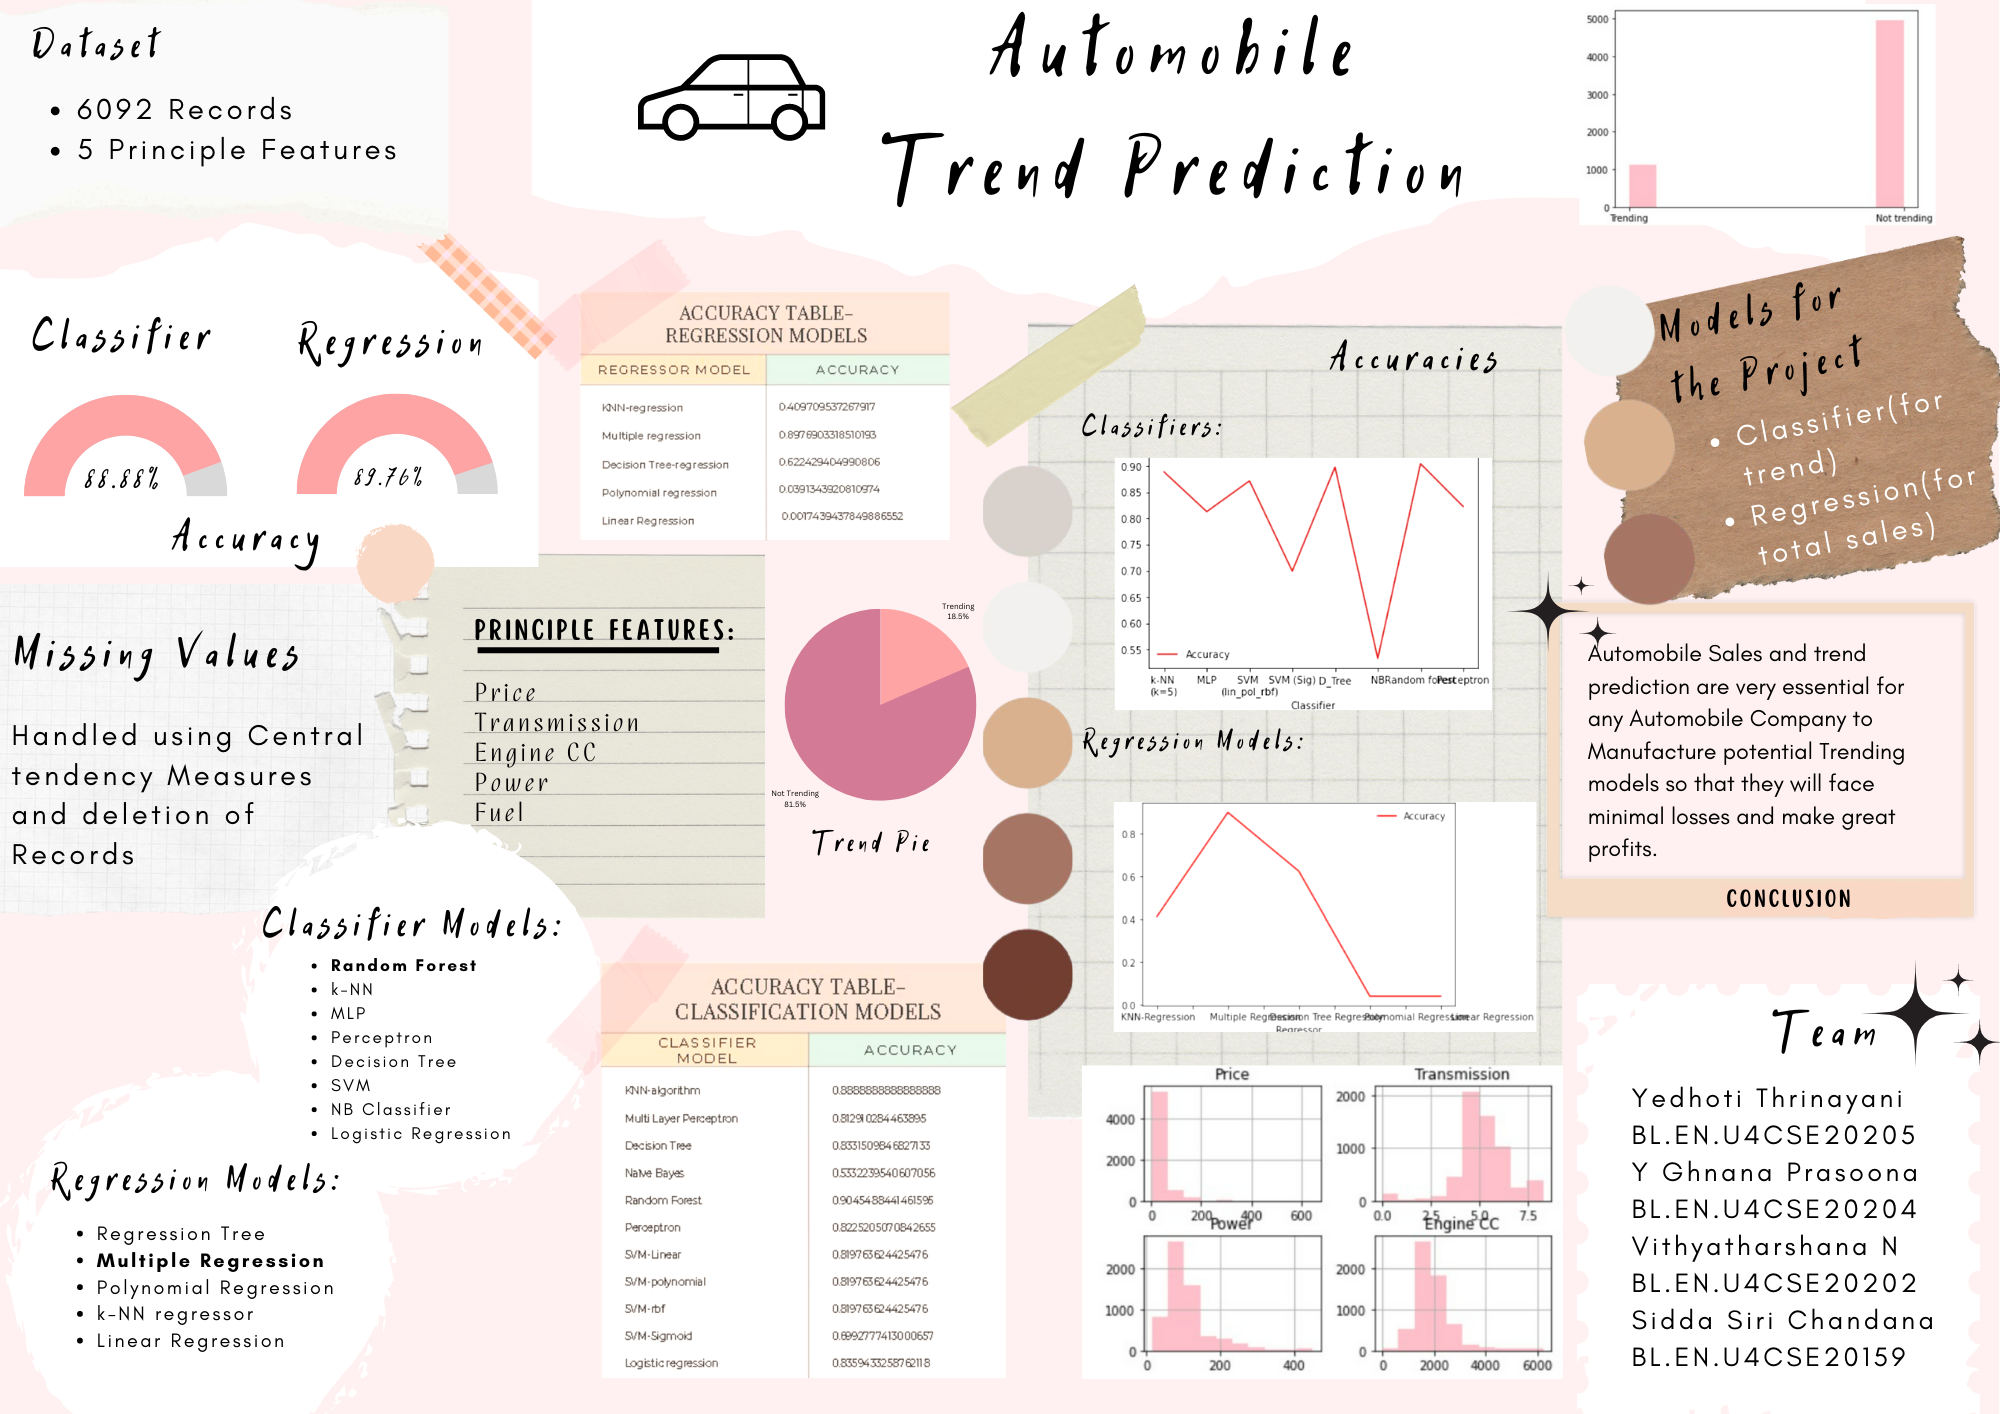 Dataset
• 6092 Records
• 5 Principle Features
Automobile
Trend Prediction
5000
4000
3000
2000
1000
0
Trending
Not trending
Classifier
Regression
88.88%
89.76%
Accuracy
ACCURACY TABLE-
REGRESSION MODELS
REGRESSOR MODEL
ACCURACY
KNN-regression
0.409709537267917
Multiple regression
0.8976903318510193
Decision Tree-regression
0.622429404990806
Polynomial regression
0.0391343920810974
Linear Regression
0.0017439437849886552
Accuracies
Classifiers:
0.90
0.85
0.80
0.75
0.70
0.65
0.60
0.55
Accuracy
k-NN
(k=5)
MLP
SVM
(lin_pol_rbf)
SVM (Sig)
D_Tree
NB
Random forest
Perceptron
Classifier
Regression Models:
0.8
0.6
0.4
0.2
0.0
Accuracy
KNN-Regression
Multiple Regression
Decision Tree Regression
Polynomial Regression
Linear Regression
Regressor
Models for
the Project
• Classifier(for
trend)
• Regression(for
total sales)
Missing Values
Handled using Central
tendency Measures
and deletion of
Records
PRINCIPLE FEATURES:
Price
Transmission
Engine CC
Power
Fuel
Trending
18.5%
Not Trending
81.5%
Trend Pie
Automobile Sales and trend
prediction are very essential for
any Automobile Company to
Manufacture potential Trending
models so that they will face
minimal losses and make great
profits.
CONCLUSION
Classifier Models:
• Random Forest
• k-NN
• MLP
• Perceptron
• Decision Tree
• SVM
• NB Classifier
• Logistic Regression
Regression Models:
• Regression Tree
• Multiple Regression
• Polynomial Regression
• k-NN regressor
• Linear Regression
ACCURACY TABLE-
CLASSIFICATION MODELS
CLASSIFIER
MODEL
ACCURACY
KNN-algorithm
0.8888888888888888
Multi Layer Perceptron
0.812910284463895
Decision Tree
0.8331509846827133
Naïve Bayes
0.5332239540607056
Random Forest
0.9045488441461595
Perceptron
0.8225205070842655
SVM-Linear
0.819763624425476
SVM-polynomial
0.819763624425476
SVM-rbf
0.819763624425476
SVM-Sigmoid
0.6992777413000657
Logistic regression
0.8359433258762118
Price
4000
2000
0
0
200
400
600
Transmission
2000
1000
0
0.0
2.5
5.0
7.5
Power
2000
1000
0
0
200
400
Engine CC
2000
1000
0
0
2000
4000
6000
Team
Yedhoti Thrinayani
BL.EN.U4CSE20205
Y Ghnana Prasoona
BL.EN.U4CSE20204
Vithyatharshana N
BL.EN.U4CSE20202
Sidda Siri Chandana
BL.EN.U4CSE20159